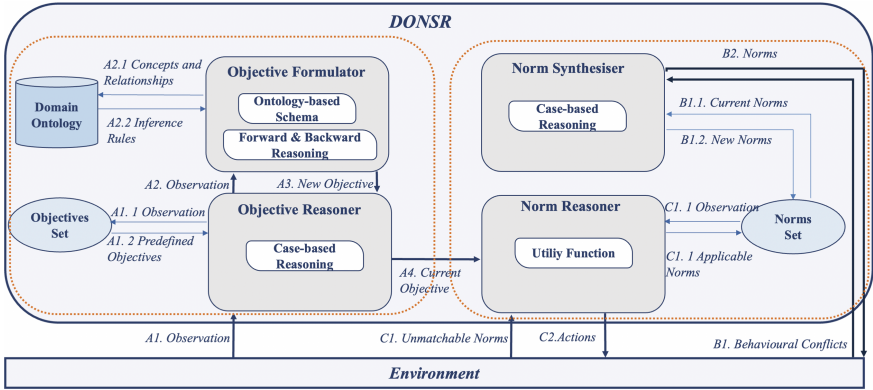 DONSR
A2.1 Concepts and
Relationships
Domain
Ontology
A2.2 Inference
Rules
Objective Formulator
Ontology-based
Schema
Forward & Backward
Reasoning
A2. Observation
A3. New Objective
Objectives
Set
A1. 1 Observation
A1. 2 Predefined
Objectives
Objective Reasoner
Case-based
Reasoning
A4. Current
Objective
Norm Synthesiser
Case-based
Reasoning
B2. Norms
B1.1. Current Norms
B1.2. New Norms
Norm Reasoner
Utiliy Function
C1. 1 Observation
C1. 1 Applicable
Norms
Norms
Set
A1. Observation
C1. Unmatchable Norms
C2.Actions
B1. Behavioural Conflicts
Environment